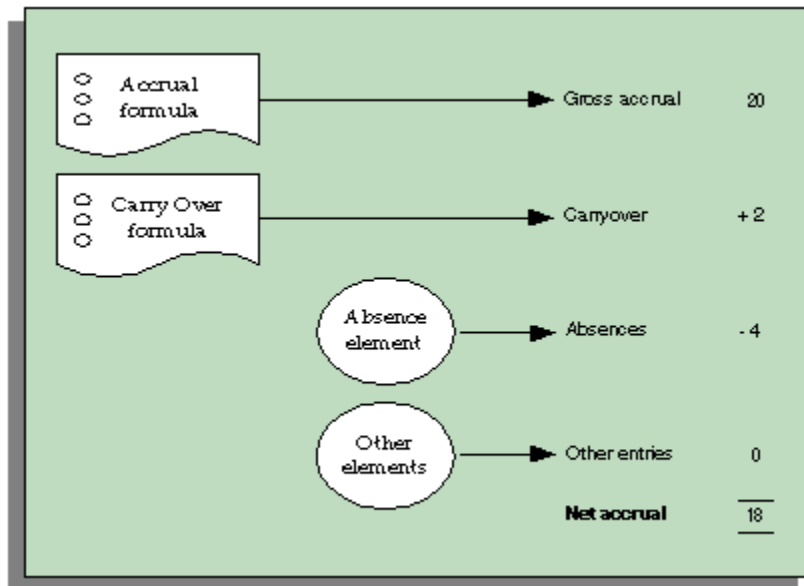 Accrual
formula
Gross accrual 20
Carry Over
formula
Carryover + 2
Absence
element
Absences - 4
Other
elements
Other entries 0
Net accrual 18